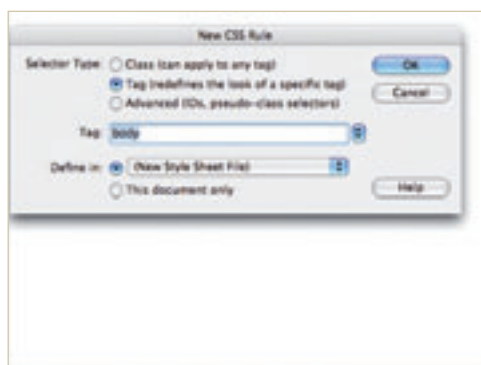 New CSS Rule
Selector Type: Class (can apply to any tag)
Tag (redefines the look of a specific tag)
Advanced (IDs, pseudo-class selectors)
OK
Cancel
Tag: body
Define in: (New Style Sheet File)
This document only
Help